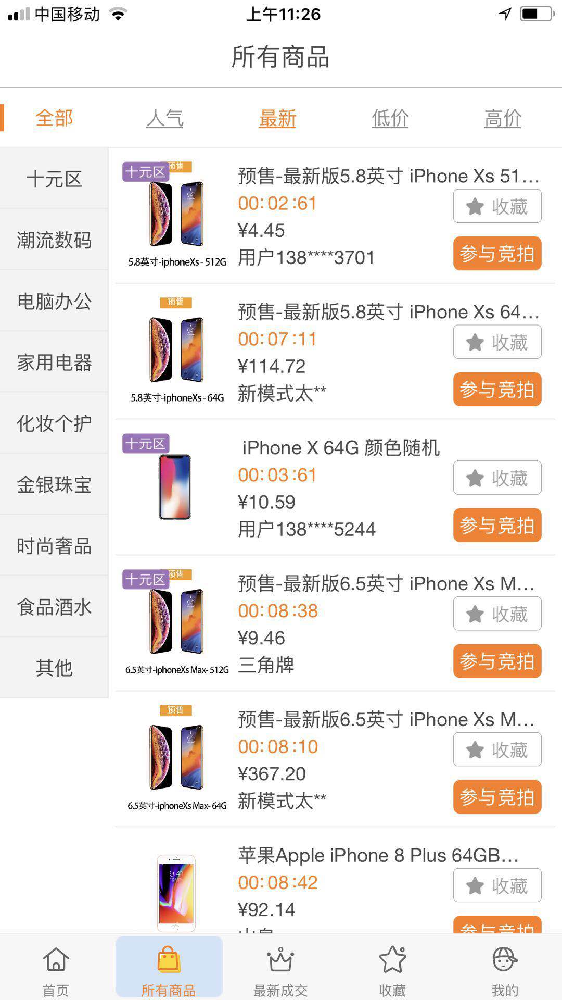 中国移动
上午11:26
所有商品
全部
人气
最新
低价
高价
十元区
潮流数码
电脑办公
家用电器
化妆个护
金银珠宝
时尚奢品
食品酒水
其他
十元区
预售
5.8英寸-iphoneXs-512G
预售-最新版5.8英寸 iPhone Xs 51...
00:02:61
¥4.45
用户138****3701
收藏
参与竞拍
预售
9:41
5.8英寸-iphoneXs-64G
预售-最新版5.8英寸 iPhone Xs 64...
00:07:11
¥114.72
新模式太**
收藏
参与竞拍
十元区
iPhone X 64G 颜色随机
00:03:61
¥10.59
用户138****5244
收藏
参与竞拍
十元区
预售
9:41
6.5英寸-iphoneXs Max-512G
预售-最新版6.5英寸 iPhone Xs M...
00:08:38
¥9.46
三角牌
收藏
参与竞拍
预售
9:41
6.5英寸-iphoneXs Max-64G
预售-最新版6.5英寸 iPhone Xs M...
00:08:10
¥367.20
新模式太**
收藏
参与竞拍
9:41
苹果Apple iPhone 8 Plus 64GB...
00:08:42
¥92.14
收藏
参与竞拍
首页
所有商品
最新成交
收藏
我的